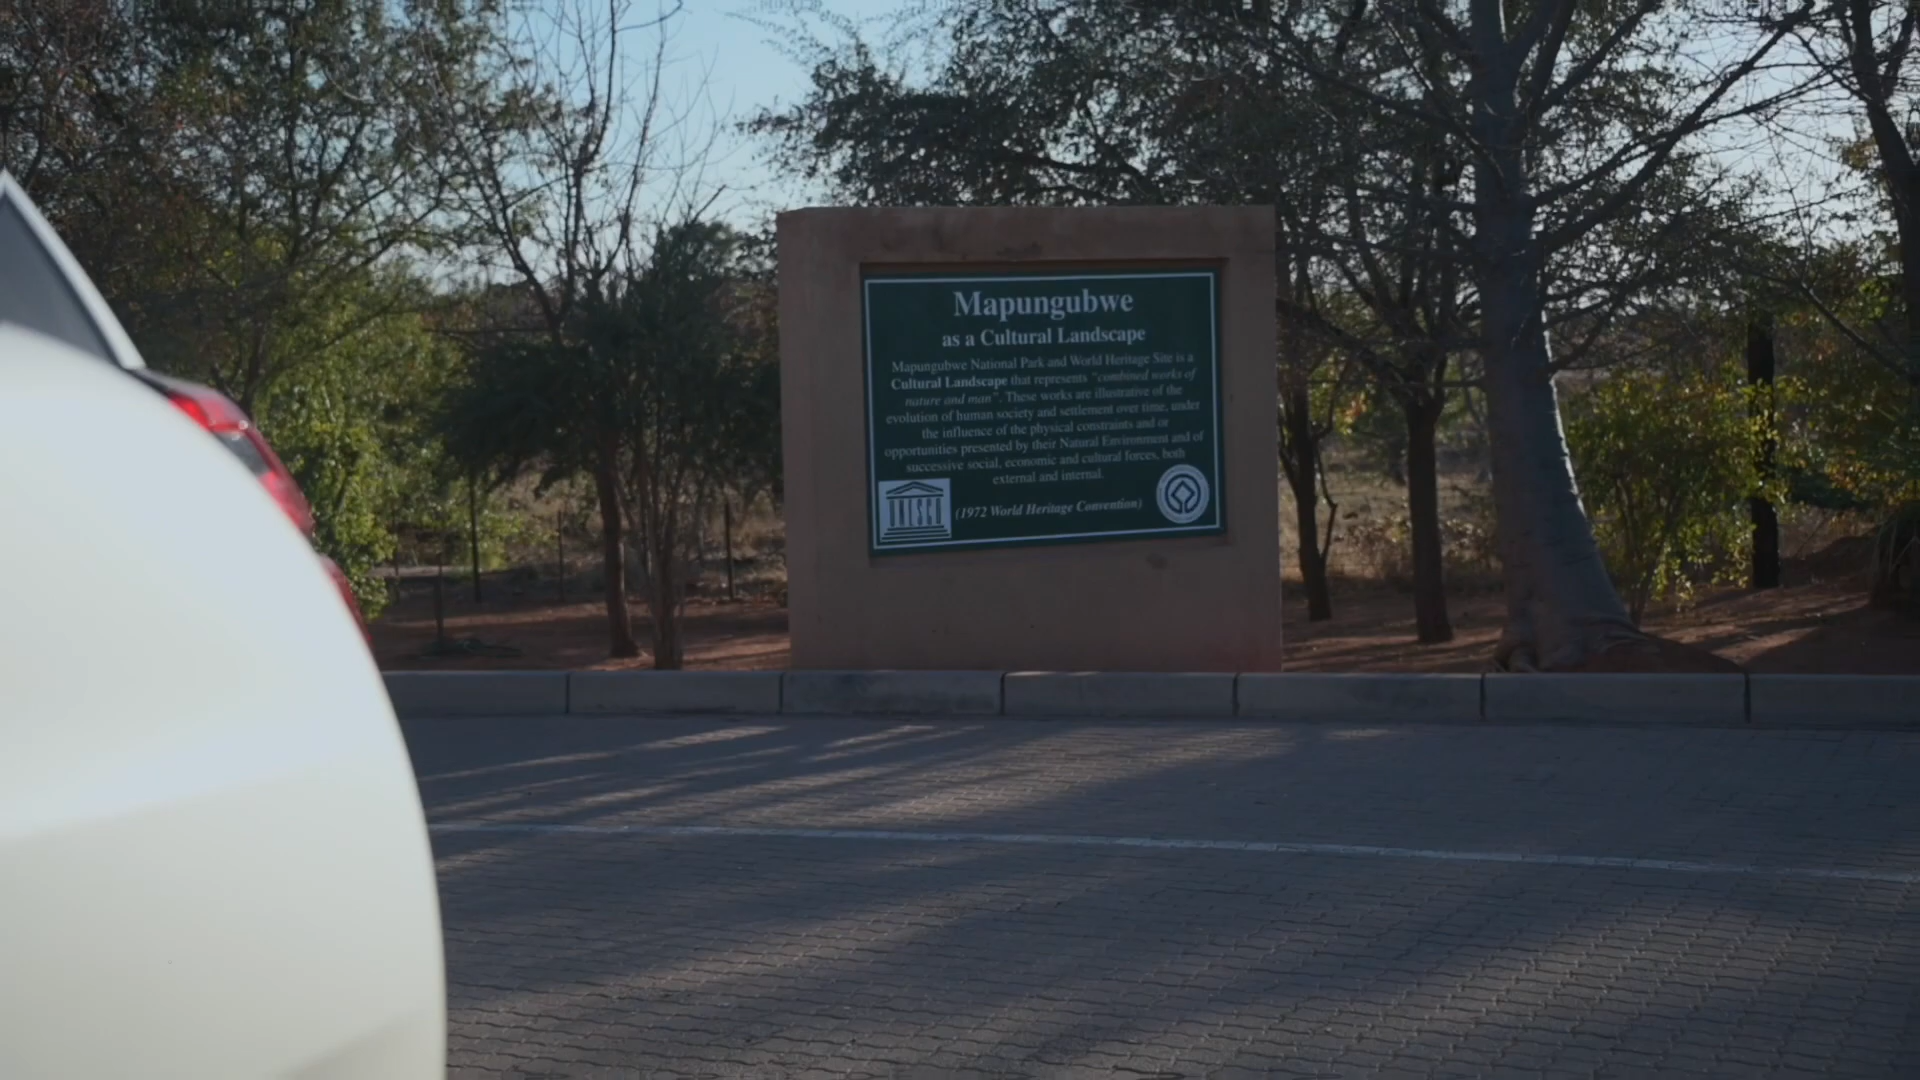 Mapungubwe
as a Cultural Landscape
Mapungubwe National Park and World Heritage Site is a
Cultural Landscape that represents "combined works of
nature and man". These works are illustrative of the
evolution of human society and settlement over time, under
the influence of the physical constraints and or
opportunities presented by their Natural Environment and of
successive social, economic and cultural forces, both
external and internal.
UNESCO
(1972 World Heritage Convention)